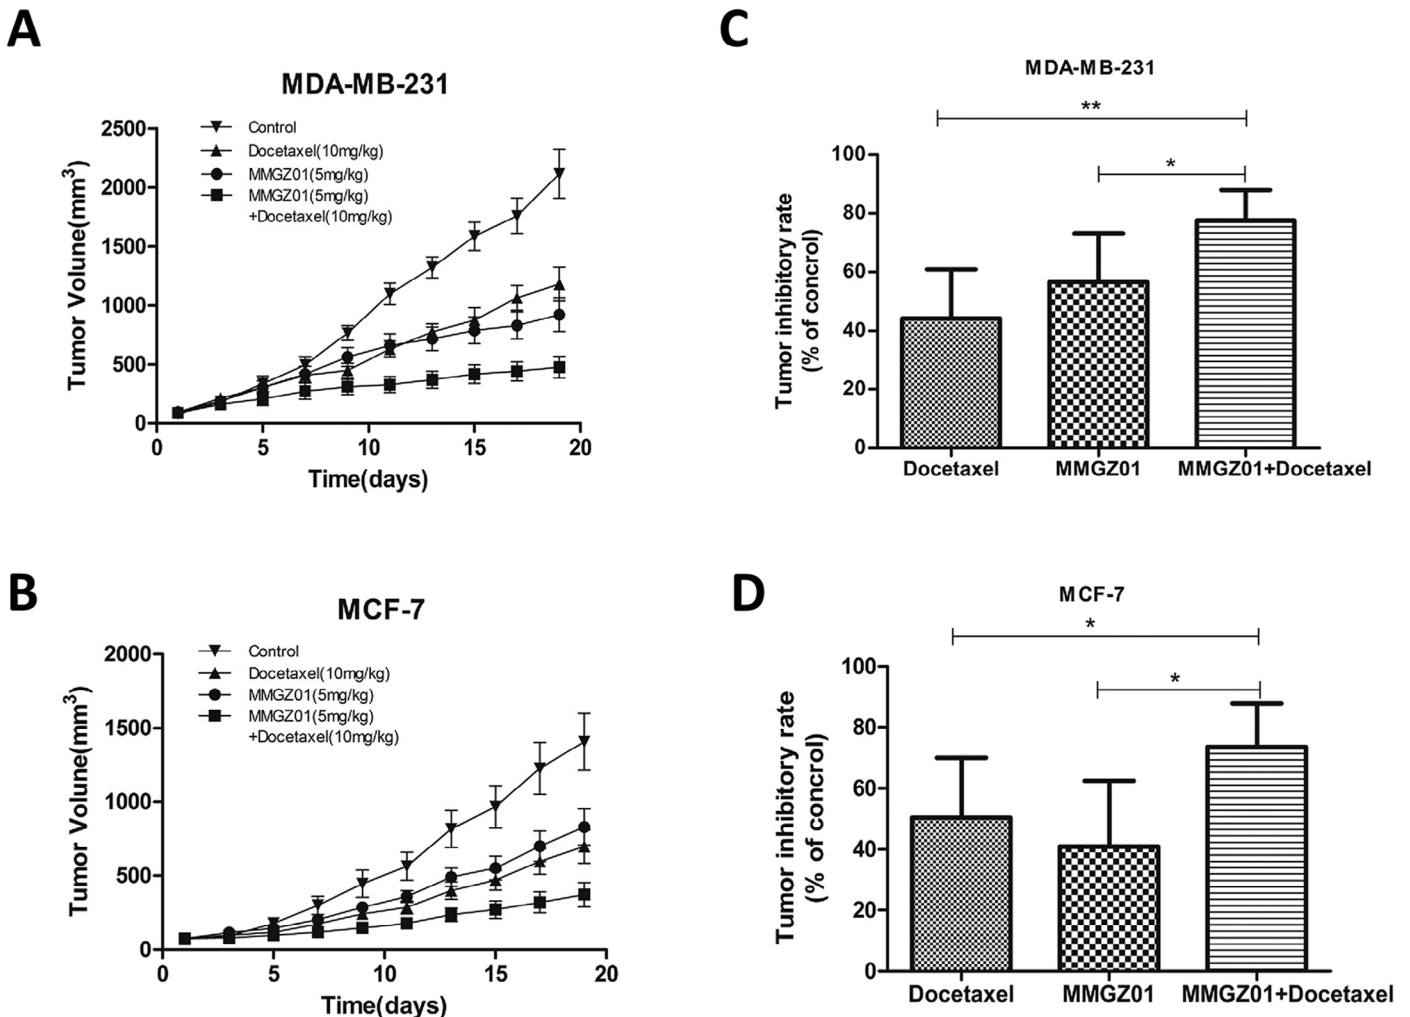 A
MDA-MB-231
Control
Docetaxel(10mg/kg)
MMGZ01(5mg/kg)
MMGZ01(5mg/kg)
+Docetaxel(10mg/kg)
Tumor Volune(mm3)
2500
2000
1500
1000
500
0
0 5 10 15 20
Time(days)
C
MDA-MB-231
**
*
Tumor inhibitory rate
(% of concrol)
100
80
60
40
20
0
Docetaxel MMGZ01 MMGZ01+Docetaxel
B
MCF-7
Control
Docetaxel(10mg/kg)
MMGZ01(5mg/kg)
MMGZ01(5mg/kg)
+Docetaxel(10mg/kg)
Tumor Volune(mm3)
2000
1500
1000
500
0
0 5 10 15 20
Time(days)
D
MCF-7
*
*
Tumor inhibitory rate
(% of concrol)
100
80
60
40
20
0
Docetaxel MMGZ01 MMGZ01+Docetaxel